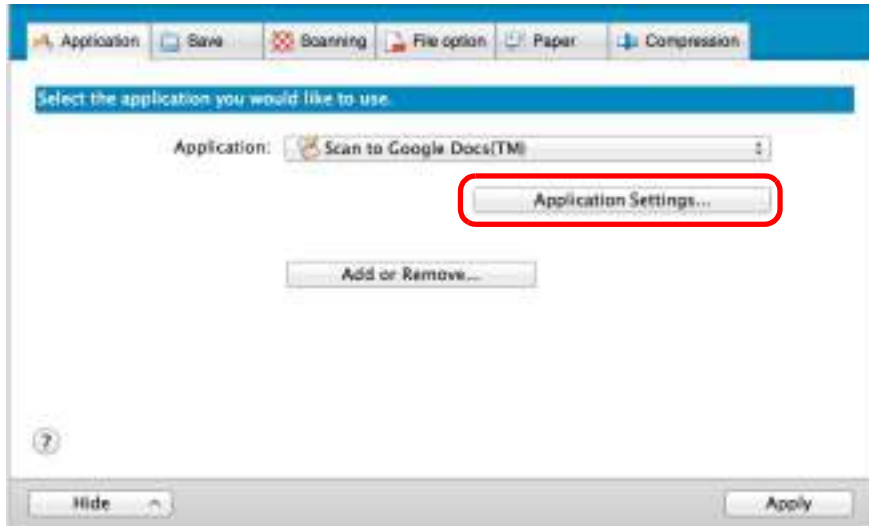 Application Save Scanning File option Paper Compression
Select the application you would like to use.
Application: Scan to Google Docs(TM)
Application Settings...
Add or Remove...
?
Hide Apply